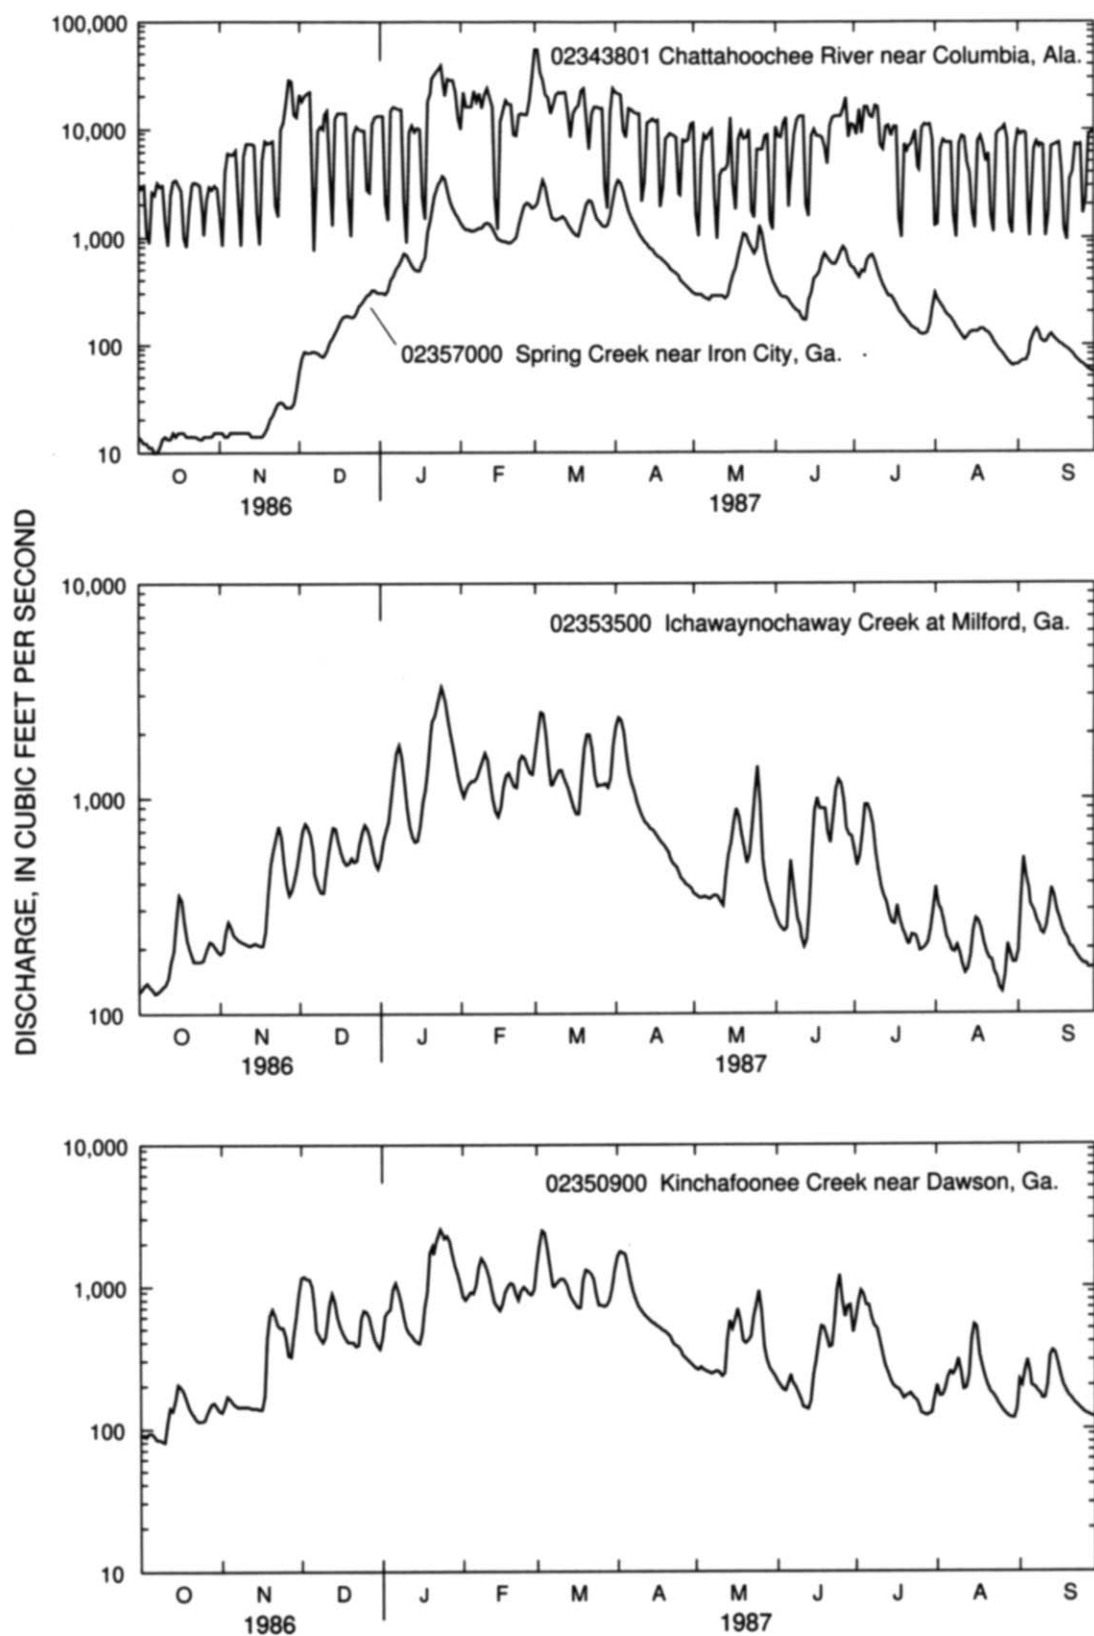 DISCHARGE, IN CUBIC FEET PER SECOND
100,000
10,000
1,000
100
10
02343801 Chattahoochee River near Columbia, Ala.
02357000 Spring Creek near Iron City, Ga.
O N D J F M A M J J A S
1986 1987
10,000
1,000
100
02353500 Ichawaynochaway Creek at Milford, Ga.
O N D J F M A M J J A S
1986 1987
10,000
1,000
100
10
02350900 Kinchafoonee Creek near Dawson, Ga.
O N D J F M A M J J A S
1986 1987